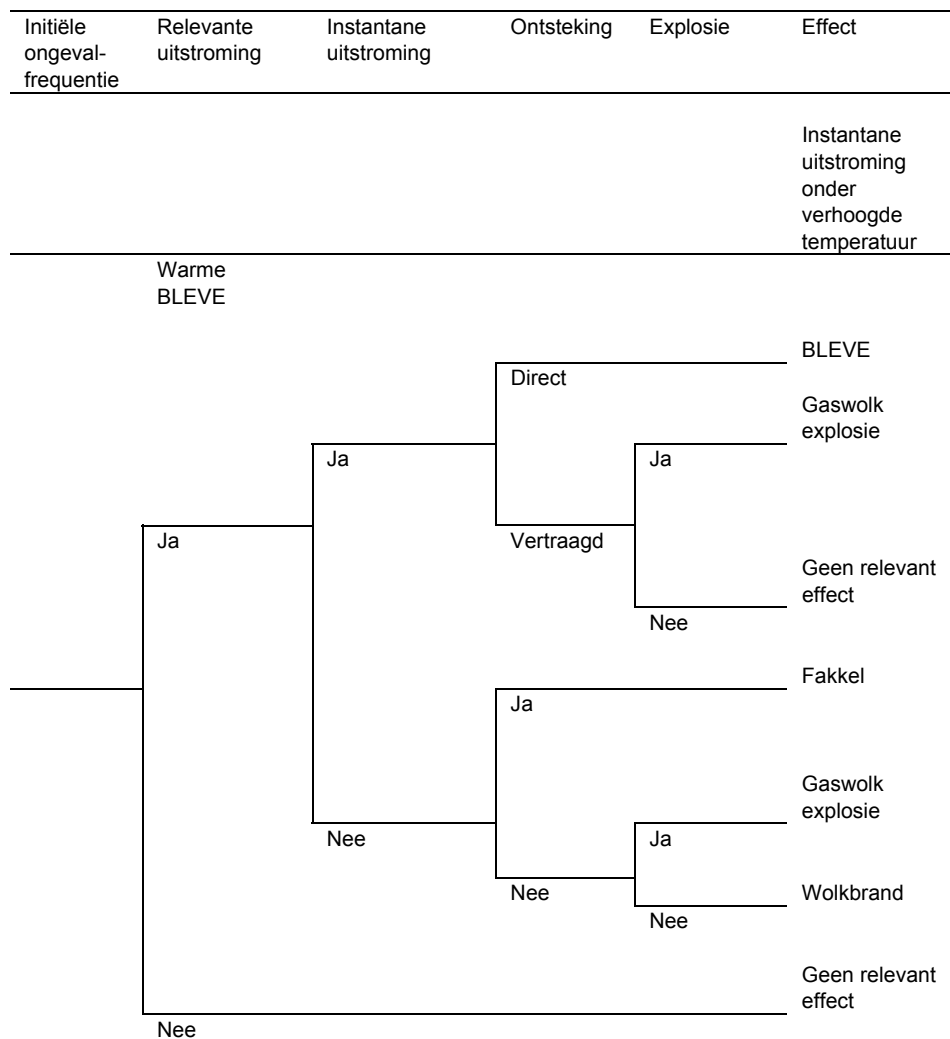 Initiële
ongeval-
frequentie
Relevante
uitstroming
Instantane
uitstroming
Ontsteking
Explosie
Effect
Instantane
uitstroming
onder
verhoogde
temperatuur
Warme
BLEVE
BLEVE
Direct
Gaswolk
explosie
Ja
Ja
Ja
Vertraagd
Geen relevant
effect
Nee
Fakkel
Ja
Gaswolk
explosie
Nee
Ja
Nee
Wolkbrand
Nee
Geen relevant
effect
Nee